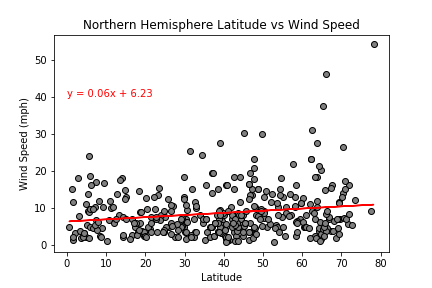 Northern Hemisphere Latitude vs Wind Speed
50
40
30
20
10
0
y = 0.06x + 6.23
Wind Speed (mph)
0 10 20 30 40 50 60 70 80
Latitude